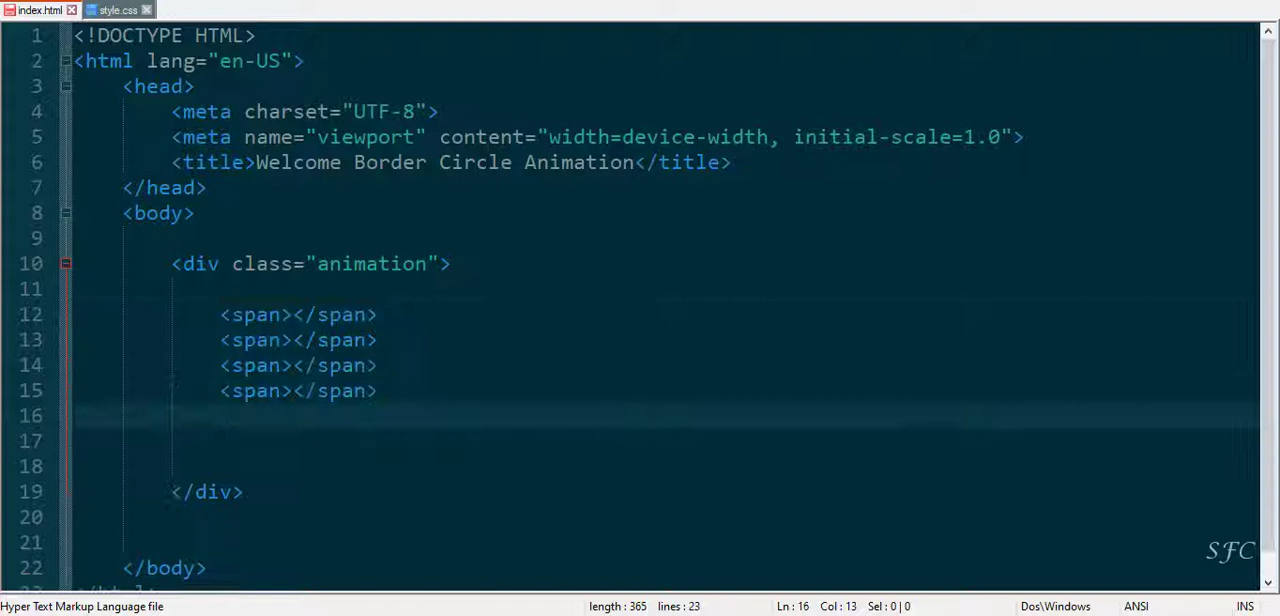 index.html style.css
1 <!DOCTYPE HTML>
2 <html lang="en-US">
3 <head>
4 <meta charset="UTF-8">
5 <meta name="viewport" content="width=device-width, initial-scale=1.0">
6 <title>Welcome Border Circle Animation</title>
7 </head>
8 <body>
9
10 <div class="animation">
11
12 <span></span>
13 <span></span>
14 <span></span>
15 <span></span>
16
17
18
19 </div>
20
21
22 </body>
SFC
Hyper Text Markup Language file length : 365 lines : 23 Ln : 16 Col : 13 Sel : 0 | 0 Dos\Windows ANSI INS